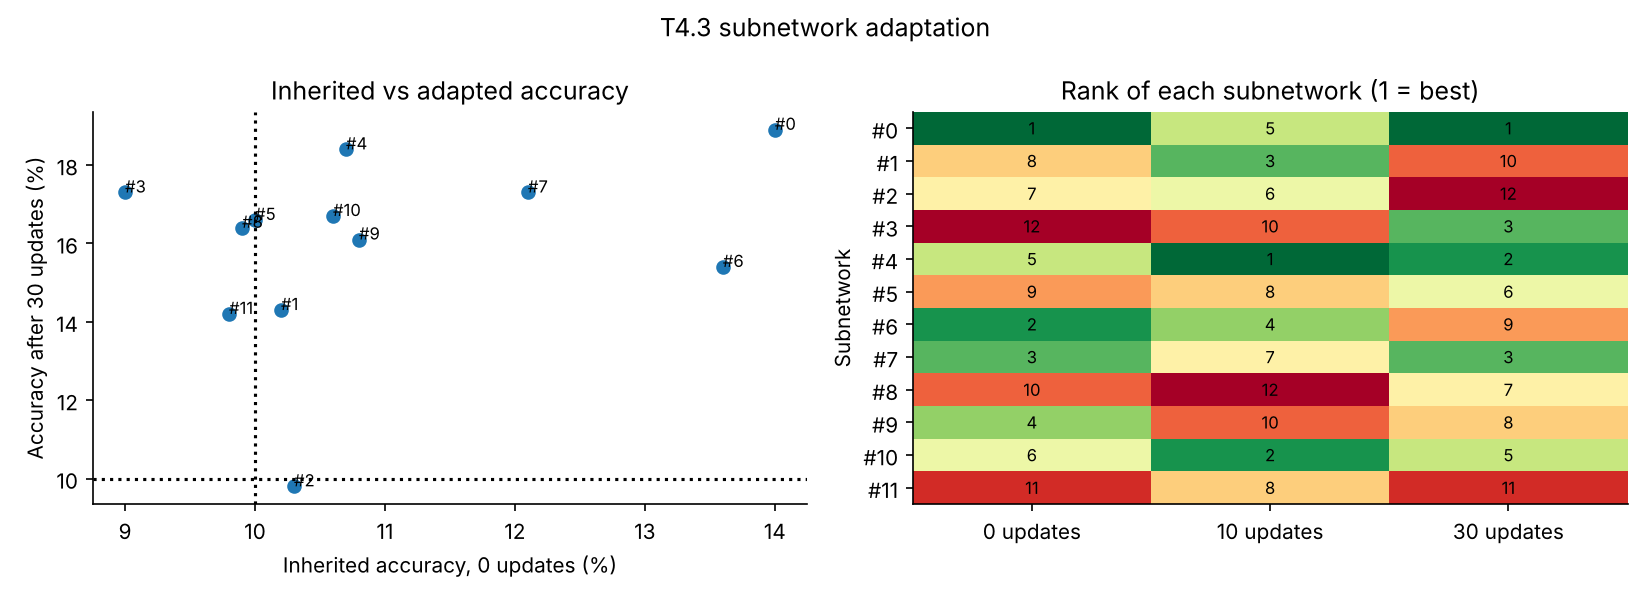 T4.3 subnetwork adaptation
Inherited vs adapted accuracy
Accuracy after 30 updates (%)
18
16
14
12
10
#0
#4
#3
#7
#5
#10
#8
#9
#6
#11
#1
#2
9
10
11
12
13
14
Inherited accuracy, 0 updates (%)
Rank of each subnetwork (1 = best)
Subnetwork
#0 1 5 1
#1 8 3 10
#2 7 6 12
#3 12 10 3
#4 5 1 2
#5 9 8 6
#6 2 4 9
#7 3 7 3
#8 10 12 7
#9 4 10 8
#10 6 2 5
#11 11 8 11
0 updates
10 updates
30 updates